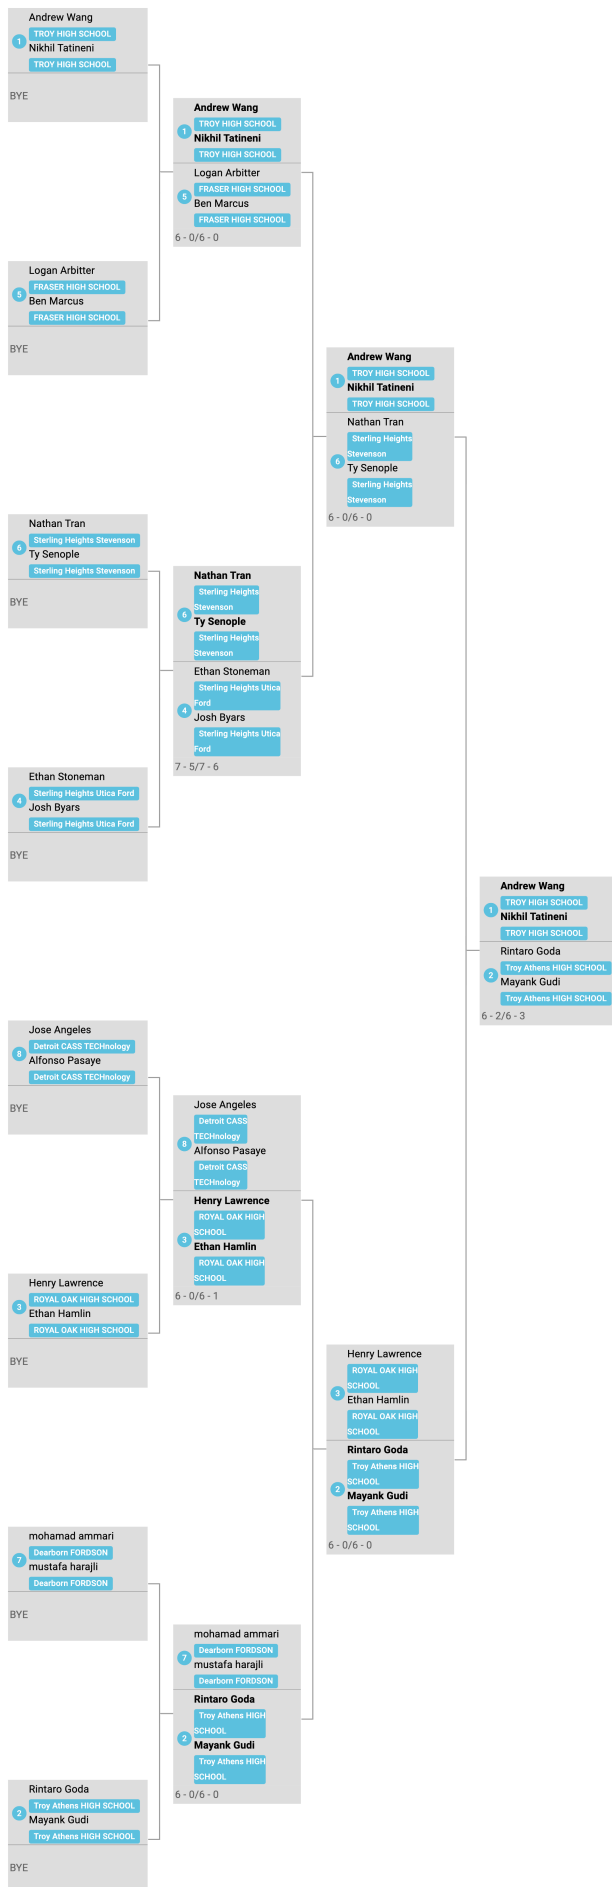 Andrew Wang
1
TROY HIGH SCHOOL
Nikhil Tatineni
TROY HIGH SCHOOL
BYE
Logan Arbitter
5
FRASER HIGH SCHOOL
Ben Marcus
FRASER HIGH SCHOOL
BYE
Nathan Tran
6
Sterling Heights Stevenson
Ty Senople
Sterling Heights Stevenson
BYE
Ethan Stoneman
4
Sterling Heights Utica Ford
Josh Byars
Sterling Heights Utica Ford
BYE
Jose Angeles
8
Detroit CASS TECHnology
Alfonso Pasaye
Detroit CASS TECHnology
BYE
Henry Lawrence
3
ROYAL OAK HIGH SCHOOL
Ethan Hamlin
ROYAL OAK HIGH SCHOOL
BYE
mohamad ammari
7
Dearborn FORDSON
mustafa harajli
Dearborn FORDSON
BYE
Rintaro Goda
2
Troy Athens HIGH SCHOOL
Mayank Gudi
Troy Athens HIGH SCHOOL
BYE
Andrew Wang
1
TROY HIGH SCHOOL
Nikhil Tatineni
TROY HIGH SCHOOL
Logan Arbitter
5
FRASER HIGH SCHOOL
Ben Marcus
FRASER HIGH SCHOOL
6 - 0/6 - 0
Nathan Tran
6
Sterling Heights
Stevenson
Ty Senople
Sterling Heights
Stevenson
Ethan Stoneman
4
Sterling Heights Utica
Ford
Josh Byars
Sterling Heights Utica
Ford
7 - 5/7 - 6
Jose Angeles
8
Detroit CASS
TECHnology
Alfonso Pasaye
Detroit CASS
TECHnology
Henry Lawrence
3
ROYAL OAK HIGH
SCHOOL
Ethan Hamlin
ROYAL OAK HIGH
SCHOOL
6 - 0/6 - 1
mohamad ammari
7
Dearborn FORDSON
mustafa harajli
Dearborn FORDSON
Rintaro Goda
2
Troy Athens HIGH
SCHOOL
Mayank Gudi
Troy Athens HIGH
SCHOOL
6 - 0/6 - 0
Andrew Wang
1
TROY HIGH SCHOOL
Nikhil Tatineni
TROY HIGH SCHOOL
Nathan Tran
6
Sterling Heights
Stevenson
Ty Senople
Sterling Heights
Stevenson
6 - 0/6 - 0
Henry Lawrence
3
ROYAL OAK HIGH
SCHOOL
Ethan Hamlin
ROYAL OAK HIGH
SCHOOL
Rintaro Goda
2
Troy Athens HIGH
SCHOOL
Mayank Gudi
Troy Athens HIGH
SCHOOL
6 - 0/6 - 0
Andrew Wang
1
TROY HIGH SCHOOL
Nikhil Tatineni
TROY HIGH SCHOOL
Rintaro Goda
2
Troy Athens HIGH SCHOOL
Mayank Gudi
Troy Athens HIGH SCHOOL
6 - 2/6 - 3